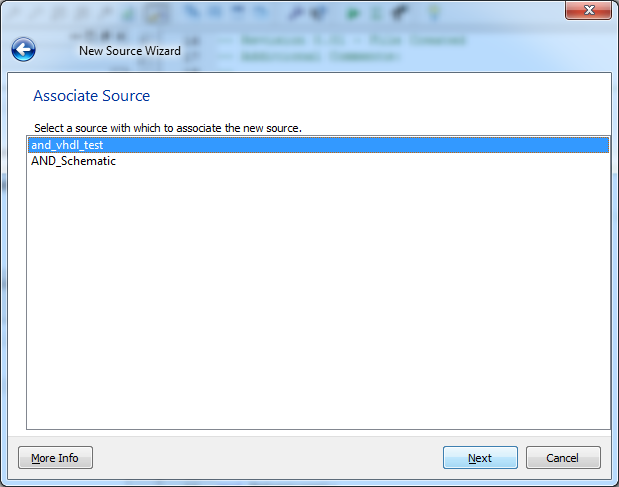 New Source Wizard
Associate Source
Select a source with which to associate the new source.
and_vhdl_test
AND_Schematic
More Info
Next
Cancel